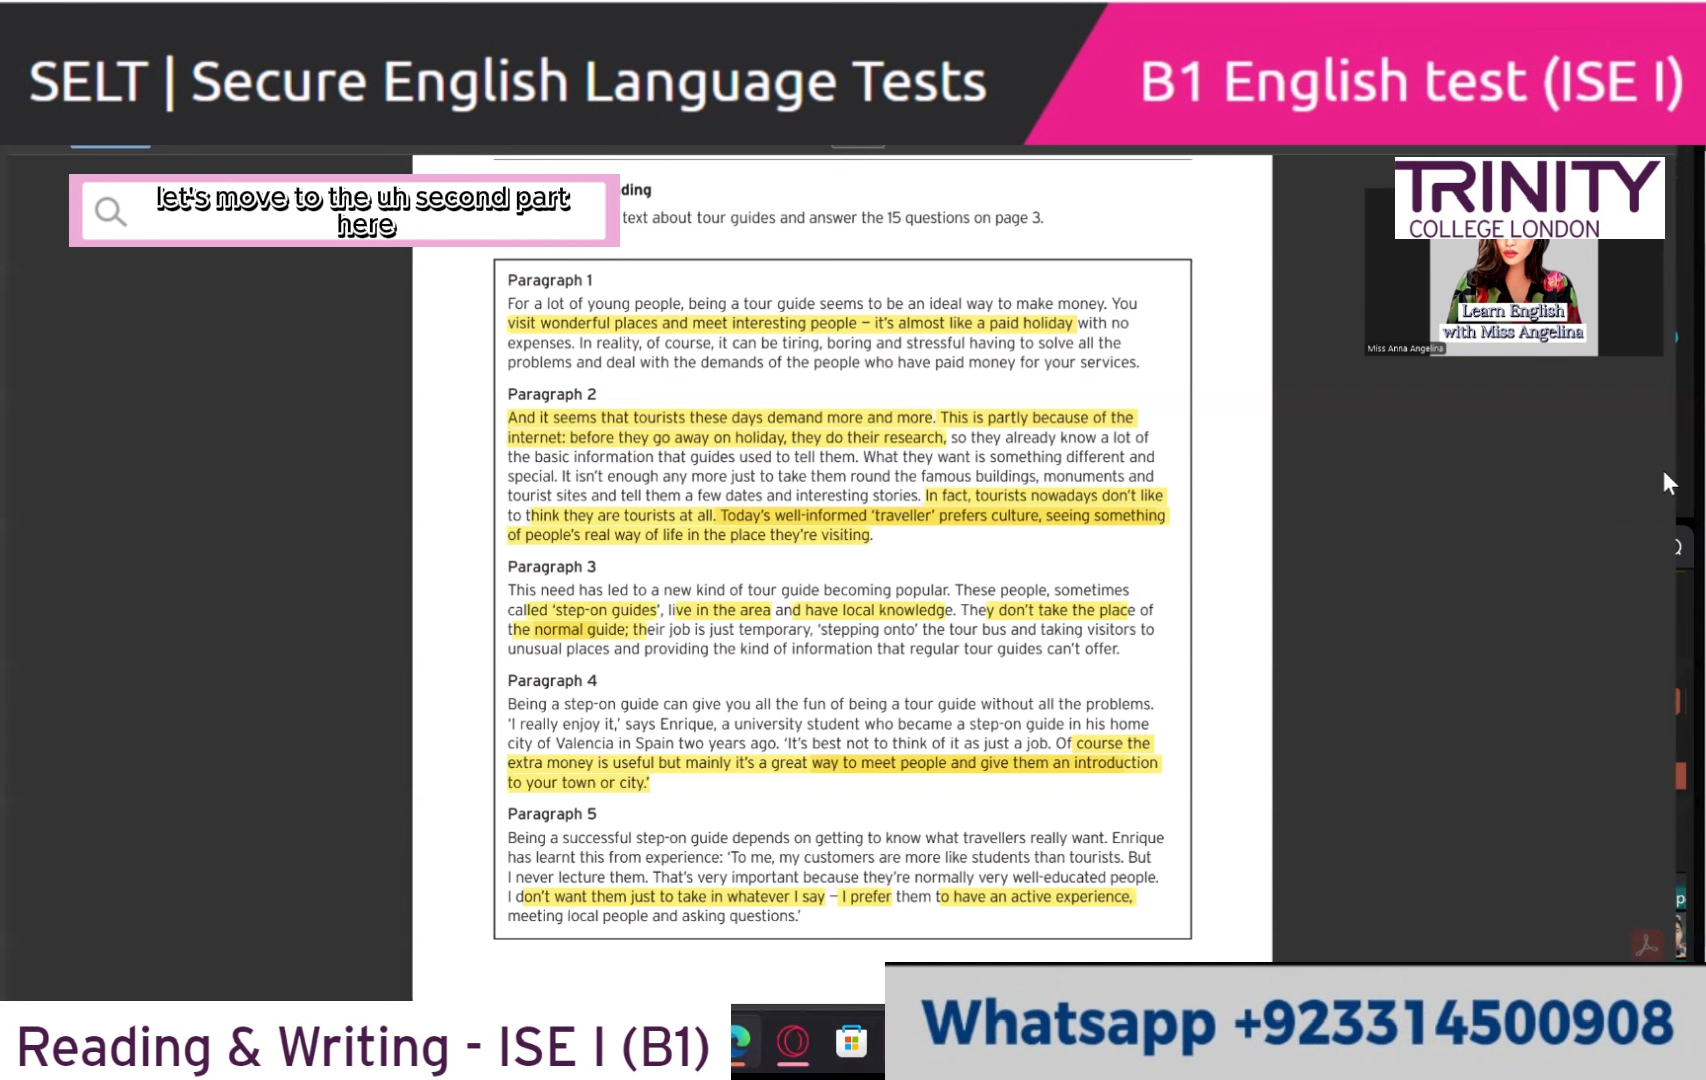 SELT | Secure English Language Tests
B1 English test (ISE I)
let's move to the uh second part
here
ding
text about tour guides and answer the 15 questions on page 3.
TRINITY
COLLEGE LONDON
Learn English
with Miss Angelina
Miss Anna Angelina
Paragraph 1
For a lot of young people, being a tour guide seems to be an ideal way to make money. You
visit wonderful places and meet interesting people – it's almost like a paid holiday with no
expenses. In reality, of course, it can be tiring, boring and stressful having to solve all the
problems and deal with the demands of the people who have paid money for your services.
Paragraph 2
And it seems that tourists these days demand more and more. This is partly because of the
internet: before they go away on holiday, they do their research, so they already know a lot of
the basic information that guides used to tell them. What they want is something different and
special. It isn't enough any more just to take them round the famous buildings, monuments and
tourist sites and tell them a few dates and interesting stories. In fact, tourists nowadays don't like
to think they are tourists at all. Today's well-informed 'traveller' prefers culture, seeing something
of people's real way of life in the place they're visiting.
Paragraph 3
This need has led to a new kind of tour guide becoming popular. These people, sometimes
called 'step-on guides', live in the area and have local knowledge. They don't take the place of
the normal guide; their job is just temporary, 'stepping onto' the tour bus and taking visitors to
unusual places and providing the kind of information that regular tour guides can't offer.
Paragraph 4
Being a step-on guide can give you all the fun of being a tour guide without all the problems.
'I really enjoy it,' says Enrique, a university student who became a step-on guide in his home
city of Valencia in Spain two years ago. 'It's best not to think of it as just a job. Of course the
extra money is useful but mainly it's a great way to meet people and give them an introduction
to your town or city.'
Paragraph 5
Being a successful step-on guide depends on getting to know what travellers really want. Enrique
has learnt this from experience: 'To me, my customers are more like students than tourists. But
I never lecture them. That's very important because they're normally very well-educated people.
I don't want them just to take in whatever I say – I prefer them to have an active experience,
meeting local people and asking questions.'
Reading & Writing - ISE I (B1)
Whatsapp +923314500908